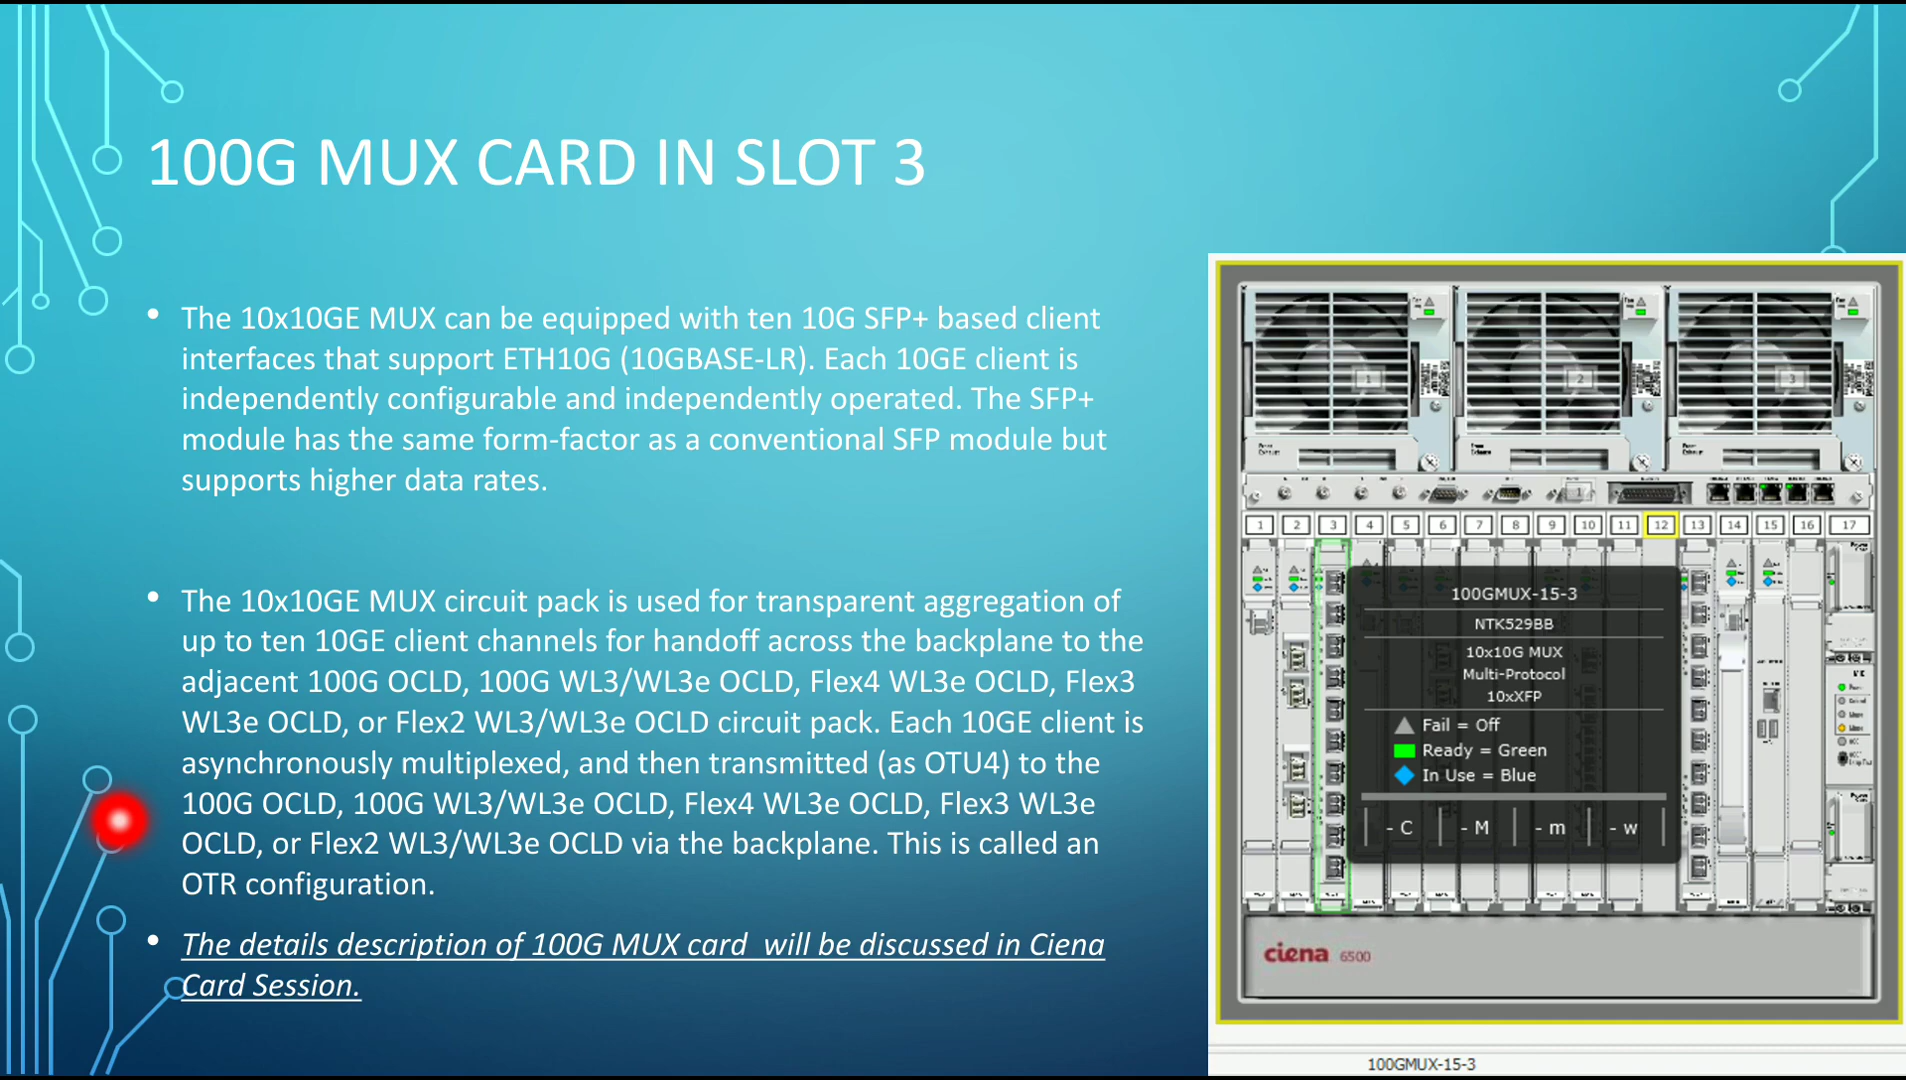 100G MUX CARD IN SLOT 3
• The 10x10GE MUX can be equipped with ten 10G SFP+ based client
interfaces that support ETH10G (10GBASE-LR). Each 10GE client is
independently configurable and independently operated. The SFP+
module has the same form-factor as a conventional SFP module but
supports higher data rates.
• The 10x10GE MUX circuit pack is used for transparent aggregation of
up to ten 10GE client channels for handoff across the backplane to the
adjacent 100G OCLD, 100G WL3/WL3e OCLD, Flex4 WL3e OCLD, Flex3
WL3e OCLD, or Flex2 WL3/WL3e OCLD circuit pack. Each 10GE client is
asynchronously multiplexed, and then transmitted (as OTU4) to the
100G OCLD, 100G WL3/WL3e OCLD, Flex4 WL3e OCLD, Flex3 WL3e
OCLD, or Flex2 WL3/WL3e OCLD via the backplane. This is called an
OTR configuration.
• The details description of 100G MUX card  will be discussed in Ciena
Card Session.
1 2 3
1
1 2 3 4 5 6 7 8 9 10 11 12 13 14 15 16 17
100GMUX-15-3
NTK529BB
10x10G MUX
Multi-Protocol
10xXFP
Fail = Off
Ready = Green
In Use = Blue
- C - M - m - w
ciena 6500
100GMUX-15-3